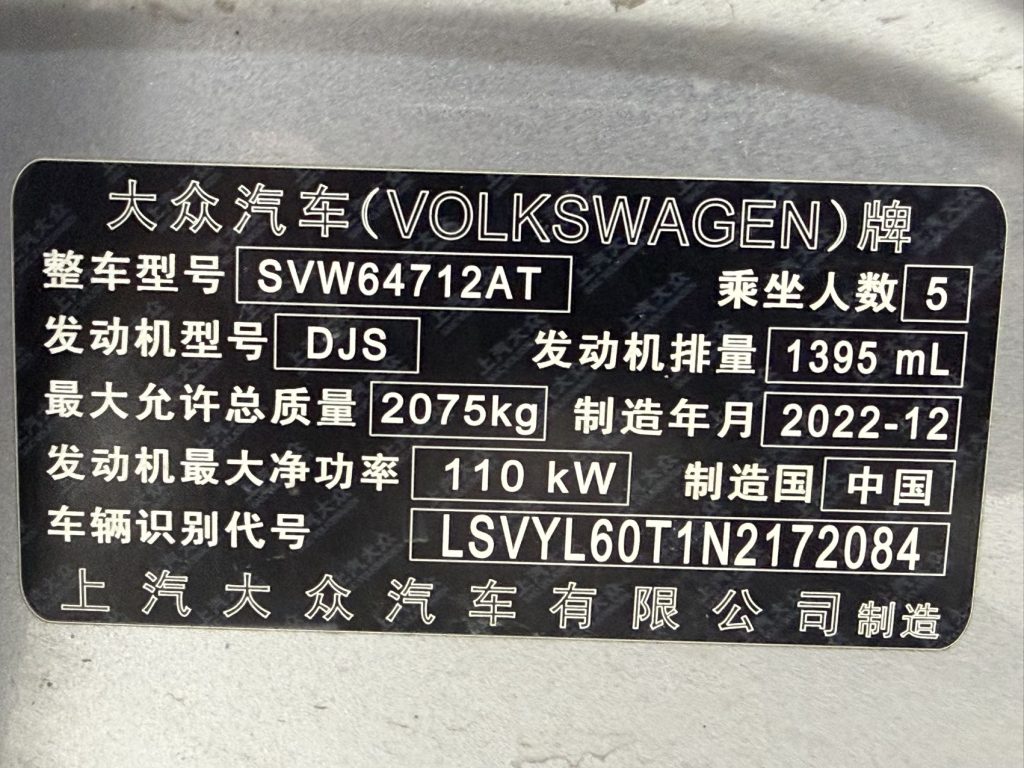 大众汽车(VOLKSWAGEN)牌
整车型号 SVW64712AT 乘坐人数 5
发动机型号 DJS 发动机排量 1395 mL
最大允许总质量 2075kg 制造年月 2022-12
发动机最大净功率 110 kW 制造国 中国
车辆识别代号 LSVYL60T1N2172084
上汽大众汽车有限公司制造